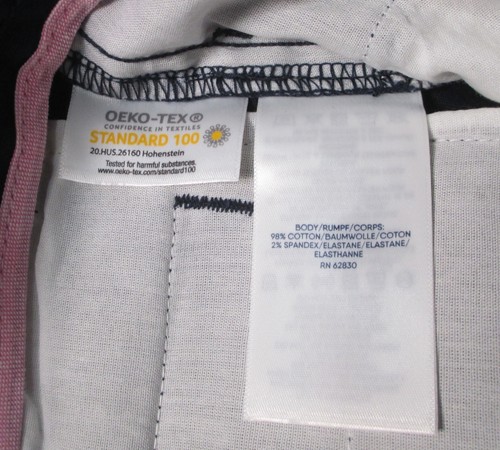 OEKO-TEX®
CONFIDENCE IN TEXTILES
STANDARD 100
20.HUS.26160 Hohenstein
Tested for harmful substances.
www.oeko-tex.com/standard100
BODY/RUMPF/CORPS:
98% COTTON/BAUMWOLLE/COTON
2% SPANDEX/ELASTANE/ELASTANE/
ELASTHANNE
RN 62830